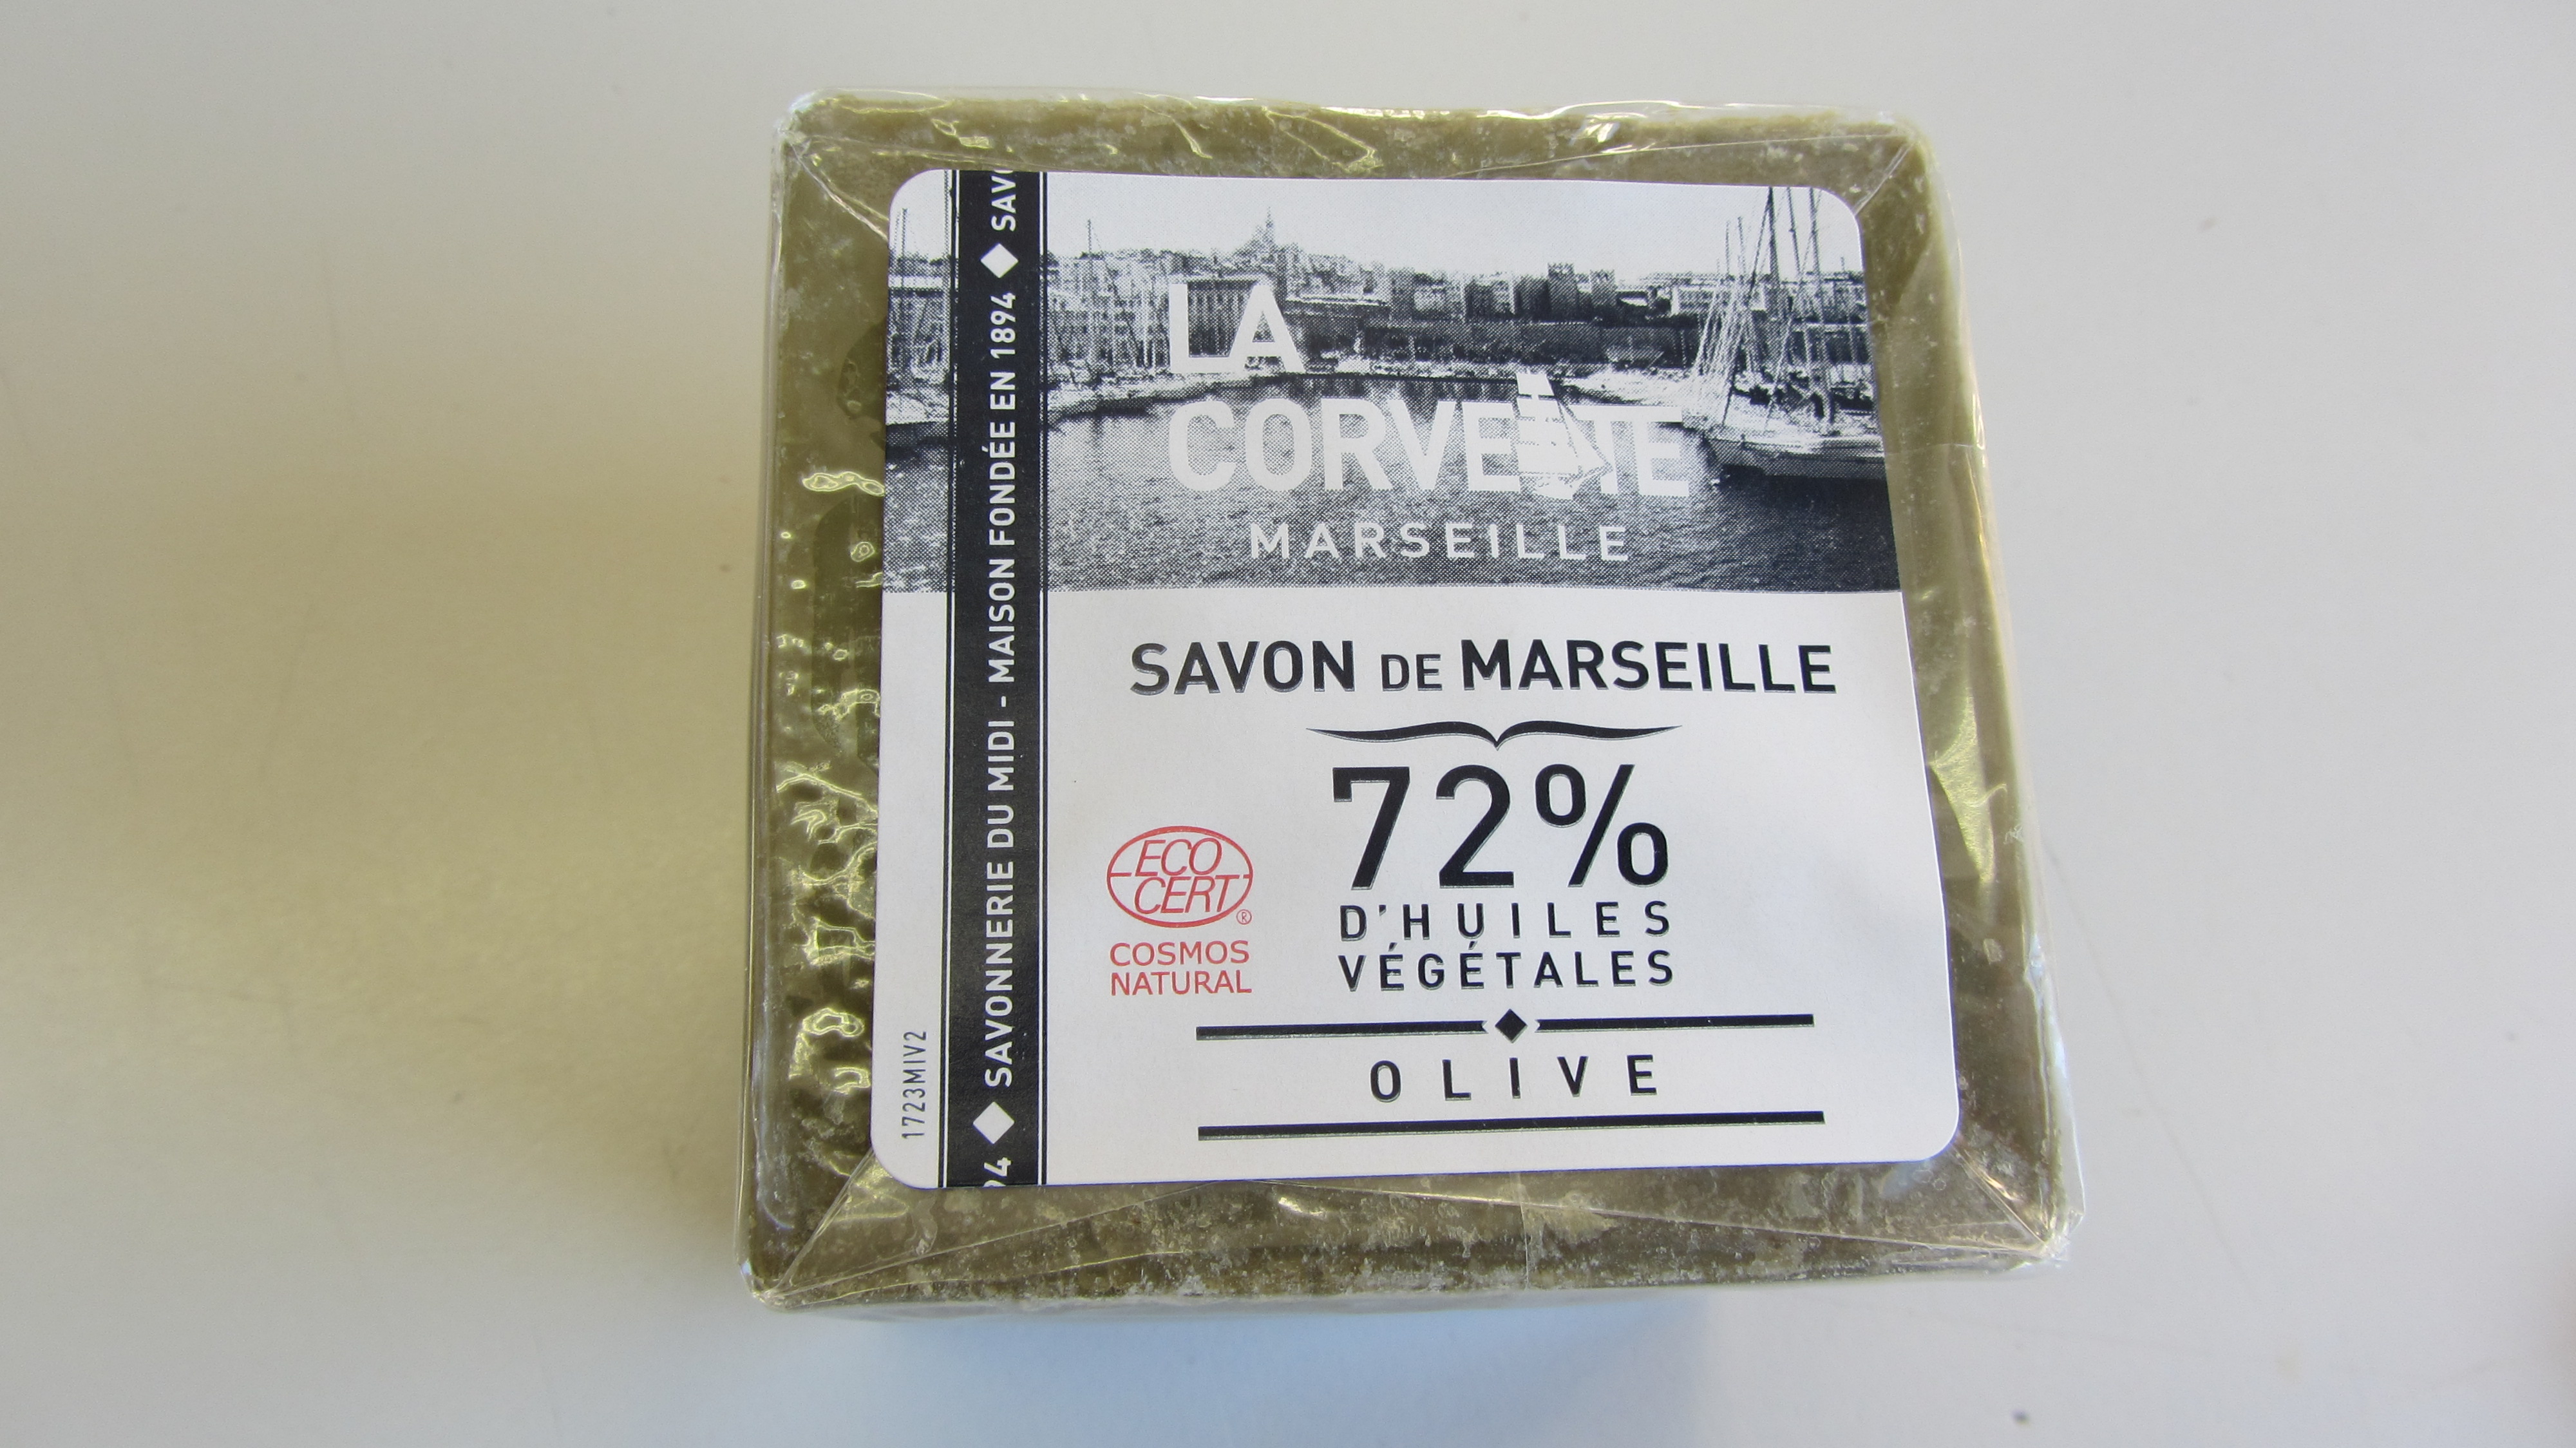 LA
CORVETTE
MARSEILLE
SAVON DE MARSEILLE
72%
D'HUILES
VÉGÉTALES
OLIVE
ECO
CERT®
COSMOS
NATURAL
◆ SAVONNERIE DU MIDI - MAISON FONDÉE EN 1894 ◆
1723MIV2